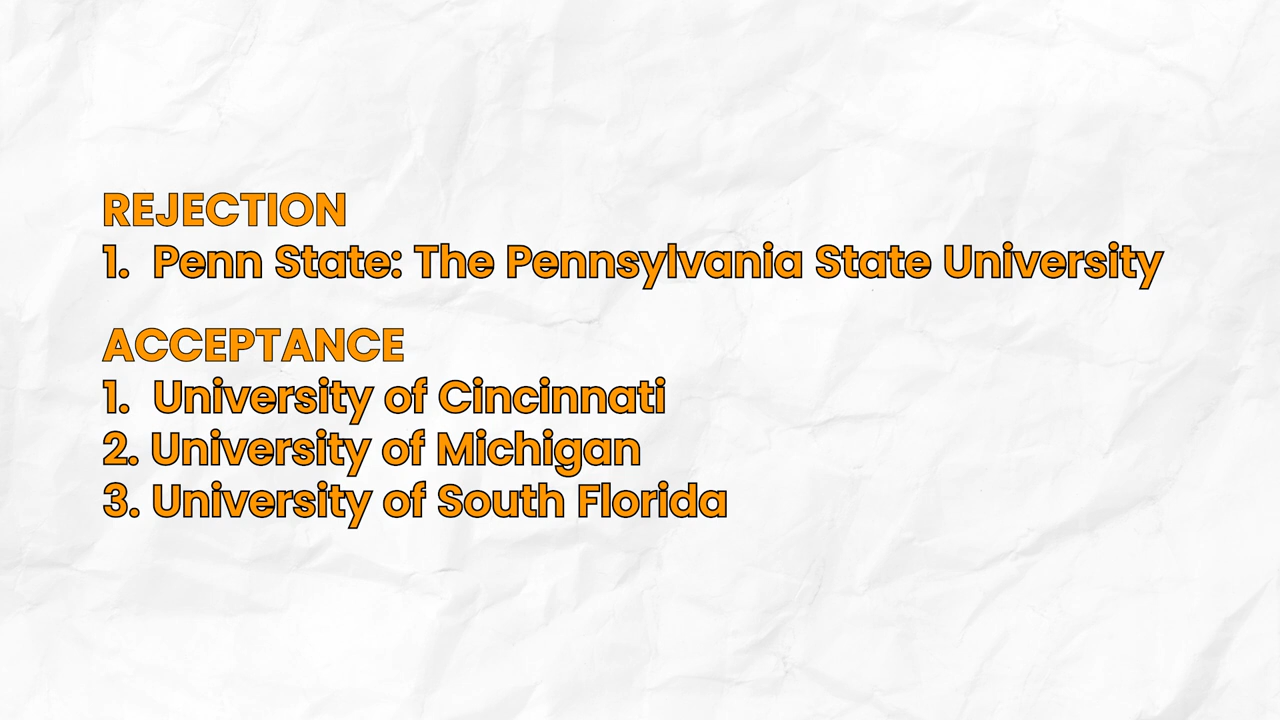 REJECTION
1. Penn State: The Pennsylvania State University
ACCEPTANCE
1. University of Cincinnati
2. University of Michigan
3. University of South Florida